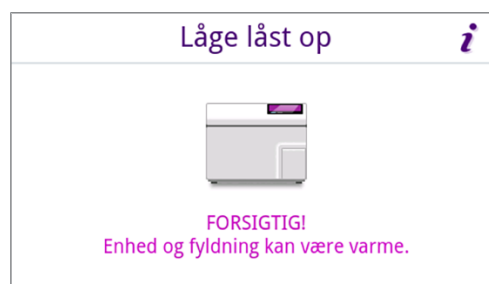 Låge låst op
i
FORSIGTIG!
Enhed og fyldning kan være varme.